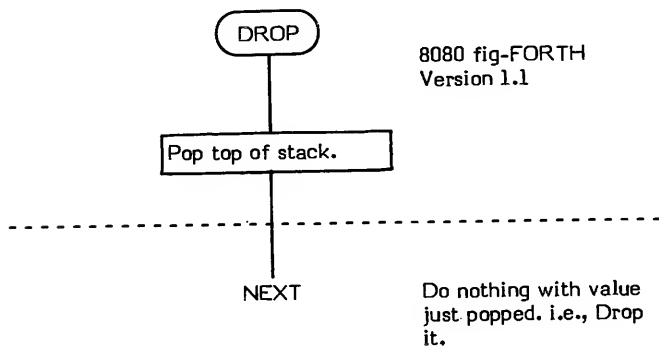 DROP
8080 fig-FORTH
Version 1.1
Pop top of stack.
NEXT
Do nothing with value
just popped. i.e., Drop
it.